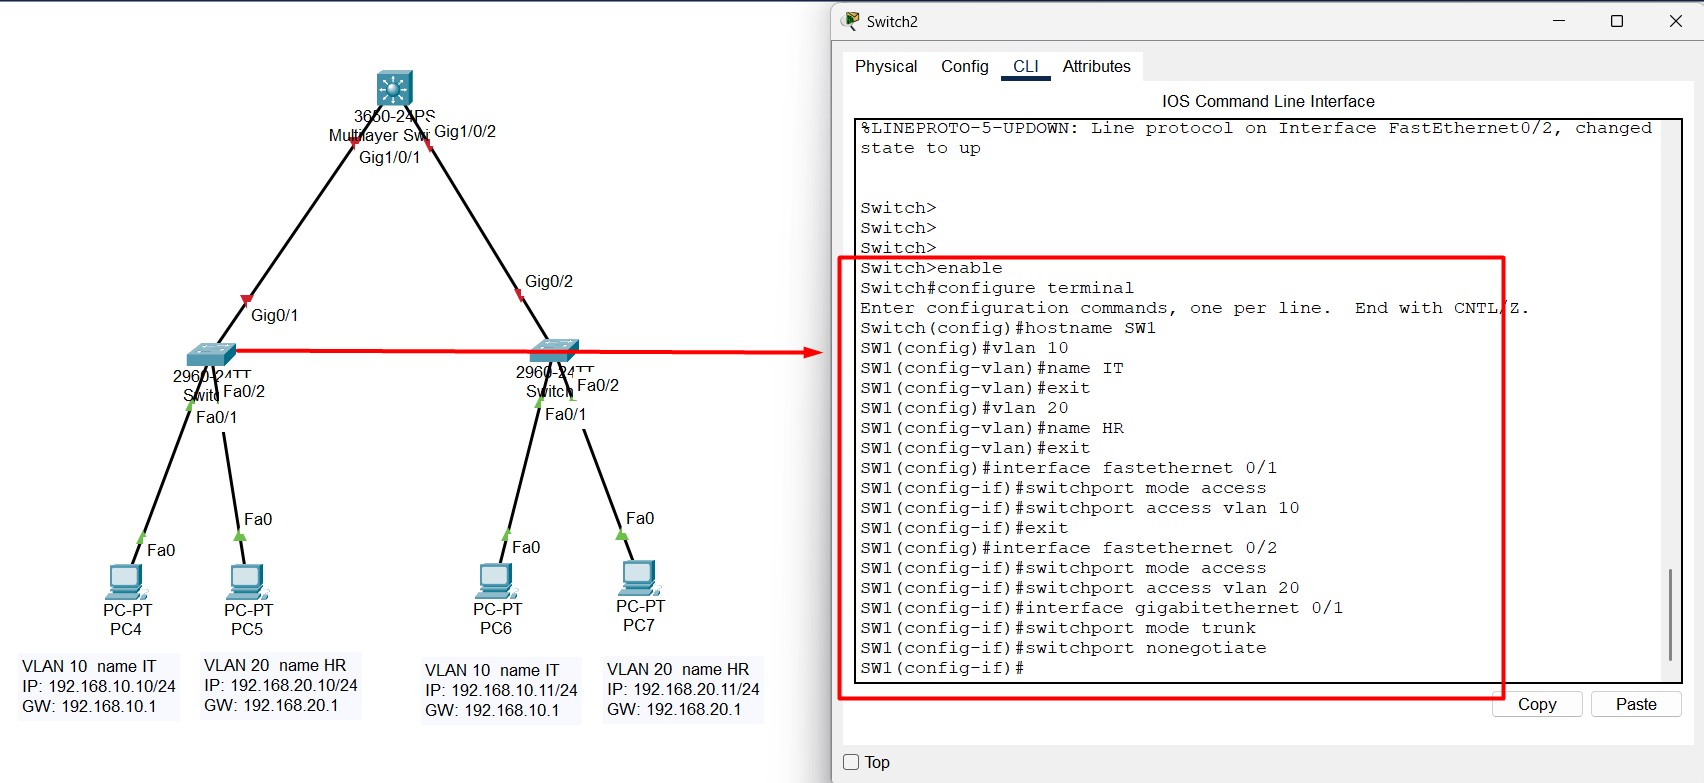 3650-24PS
Multilayer Swi
Gig1/0/2
Gig1/0/1
Gig0/2
Gig0/1
2960-24TT
Switc
Fa0/2
Fa0/1
2960-24TT
Switch
Fa0/2
Fa0/1
Fa0
Fa0
Fa0
Fa0
PC-PT
PC4
PC-PT
PC5
PC-PT
PC6
PC-PT
PC7
VLAN 10 name IT
IP: 192.168.10.10/24
GW: 192.168.10.1
VLAN 20 name HR
IP: 192.168.20.10/24
GW: 192.168.20.1
VLAN 10 name IT
IP: 192.168.10.11/24
GW: 192.168.10.1
VLAN 20 name HR
IP: 192.168.20.11/24
GW: 192.168.20.1
Switch2
Physical Config CLI Attributes
IOS Command Line Interface
%LINEPROTO-5-UPDOWN: Line protocol on Interface FastEthernet0/2, changed
state to up
Switch>
Switch>
Switch>
Switch>enable
Switch#configure terminal
Enter configuration commands, one per line.  End with CNTL/Z.
Switch(config)#hostname SW1
SW1(config)#vlan 10
SW1(config-vlan)#name IT
SW1(config-vlan)#exit
SW1(config)#vlan 20
SW1(config-vlan)#name HR
SW1(config-vlan)#exit
SW1(config)#interface fastethernet 0/1
SW1(config-if)#switchport mode access
SW1(config-if)#switchport access vlan 10
SW1(config-if)#exit
SW1(config)#interface fastethernet 0/2
SW1(config-if)#switchport mode access
SW1(config-if)#switchport access vlan 20
SW1(config-if)#interface gigabitethernet 0/1
SW1(config-if)#switchport mode trunk
SW1(config-if)#switchport nonegotiate
SW1(config-if)#
Copy Paste
Top